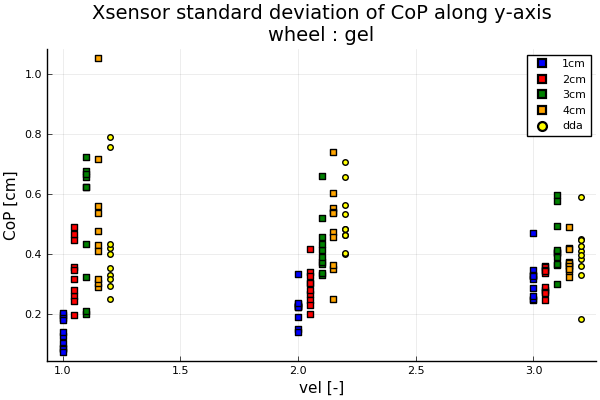 Xsensor standard deviation of CoP along y-axis
wheel : gel
CoP [cm]
1.0
0.8
0.6
0.4
0.2
1cm
2cm
3cm
4cm
dda
1.0
1.5
2.0
2.5
3.0
vel [-]